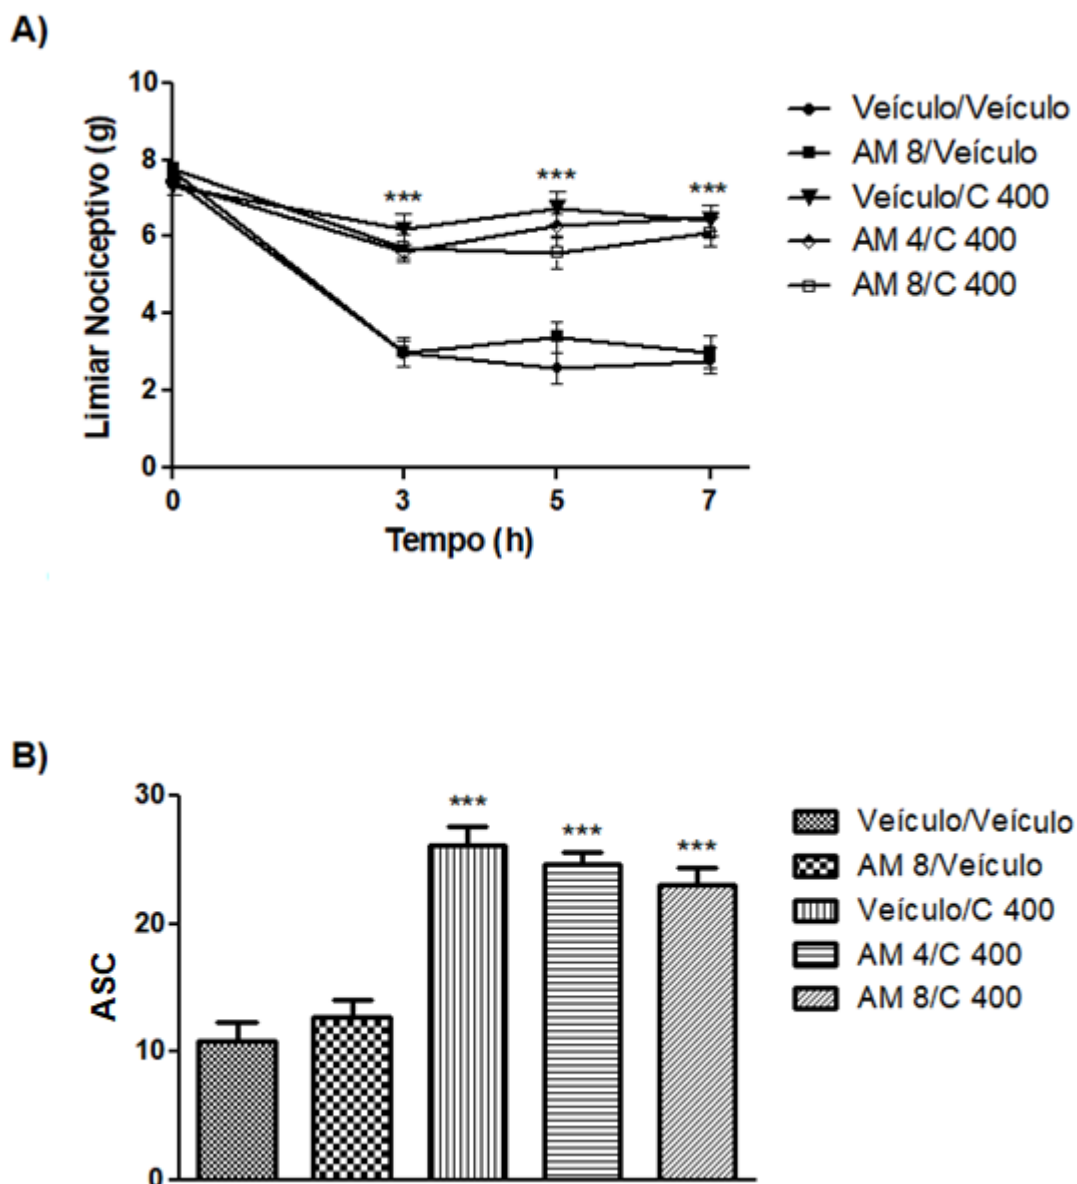 A)
Limiar Nociceptivo (g)
10
8
6
4
2
0
***
***
***
0 3 5 7
Tempo (h)
Veículo/Veículo
AM 8/Veículo
Veículo/C 400
AM 4/C 400
AM 8/C 400
B)
ASC
30
20
10
0
***
***
***
Veículo/Veículo
AM 8/Veículo
Veículo/C 400
AM 4/C 400
AM 8/C 400